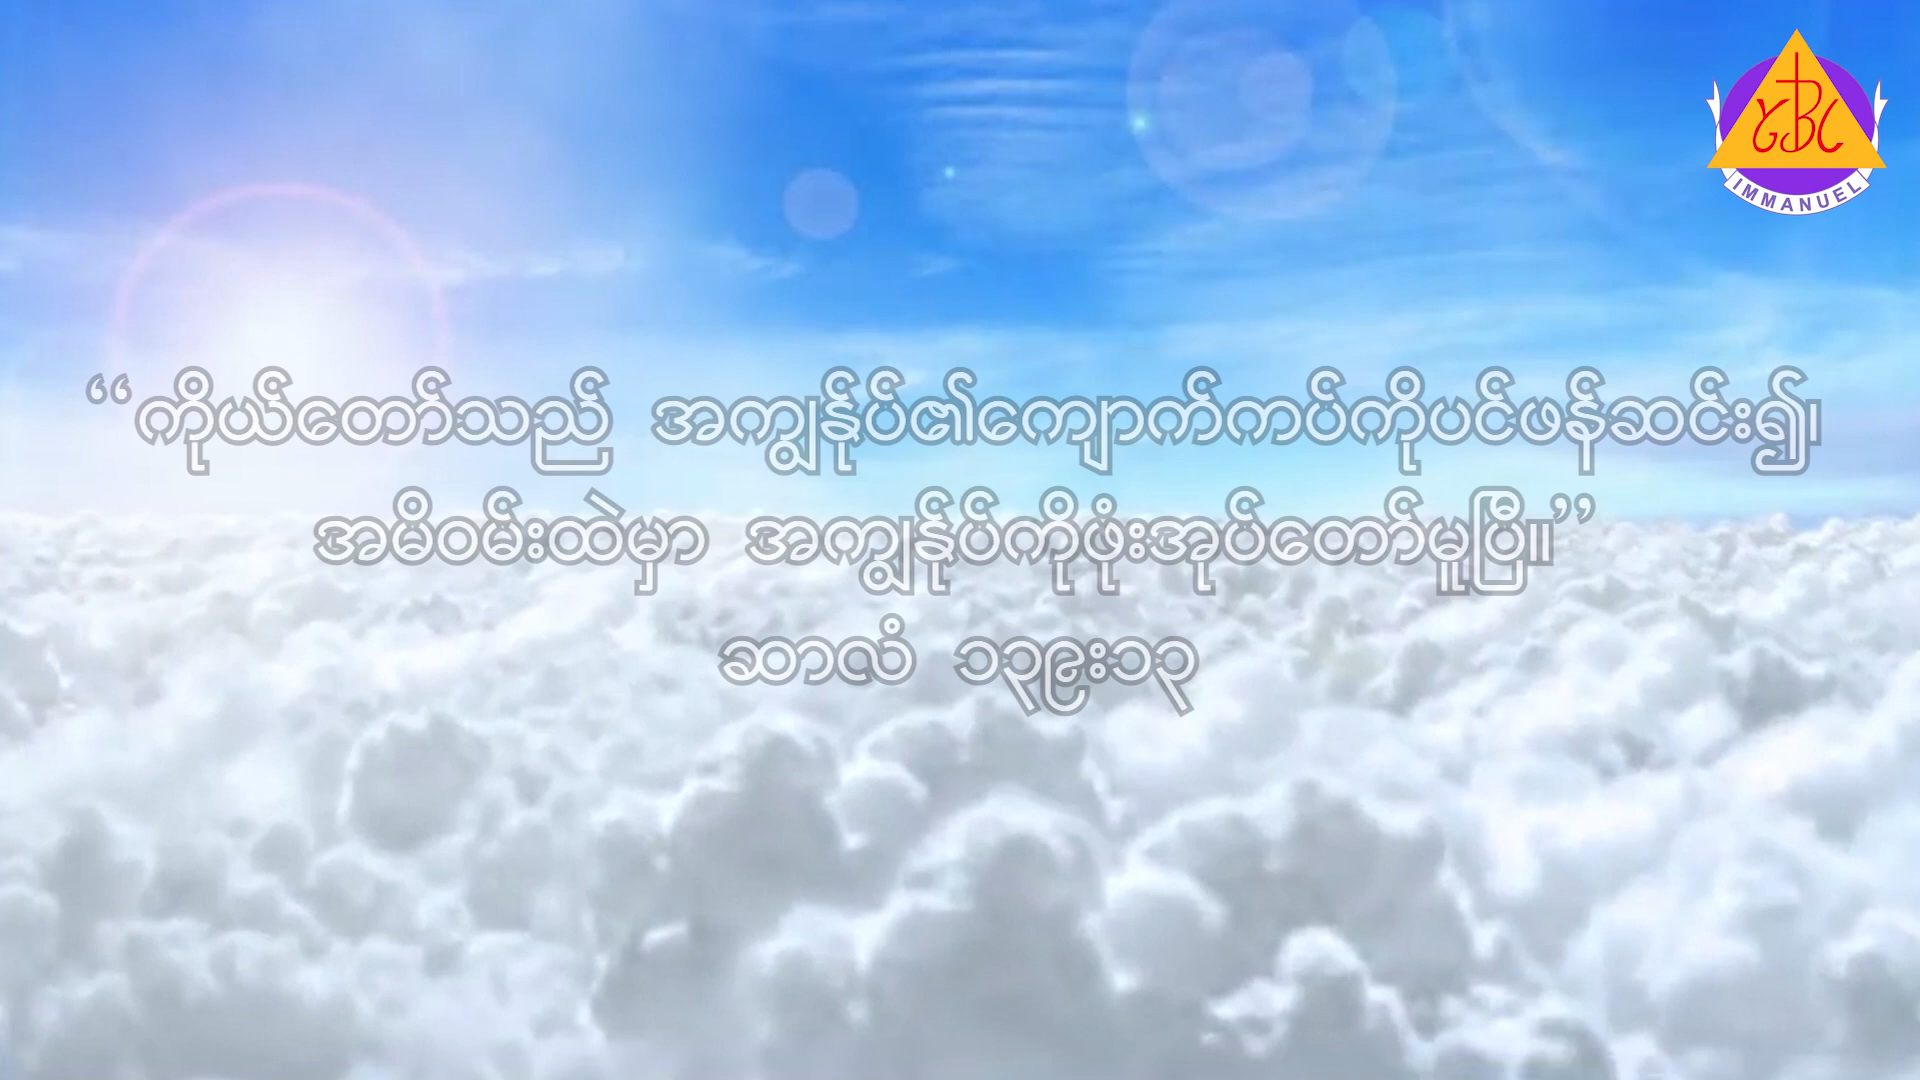 “ကိုယ်တော်သည် အကျွန်ုပ်၏ကျောက်ကပ်ကိုပင်ဖန်ဆင်း၍၊
အမိဝမ်းထဲမှာ အကျွန်ုပ်ကိုဖုံးအုပ်တော်မူပြီ။”
ဆာလံ ၁၃၉း၁၃
YBC
IMMANUEL